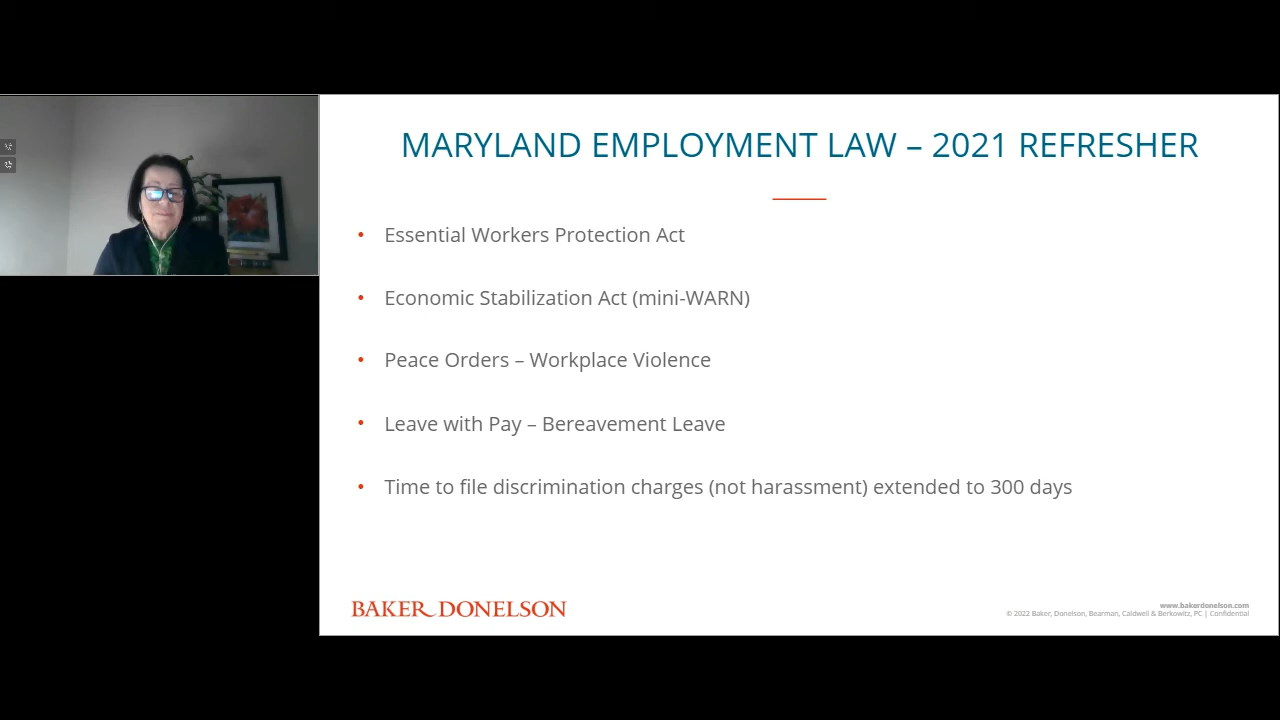 MARYLAND EMPLOYMENT LAW – 2021 REFRESHER
• Essential Workers Protection Act
• Economic Stabilization Act (mini-WARN)
• Peace Orders – Workplace Violence
• Leave with Pay – Bereavement Leave
• Time to file discrimination charges (not harassment) extended to 300 days
BAKER DONELSON
www.bakerdonelson.com
© 2022 Baker, Donelson, Bearman, Caldwell & Berkowitz, PC | Confidential